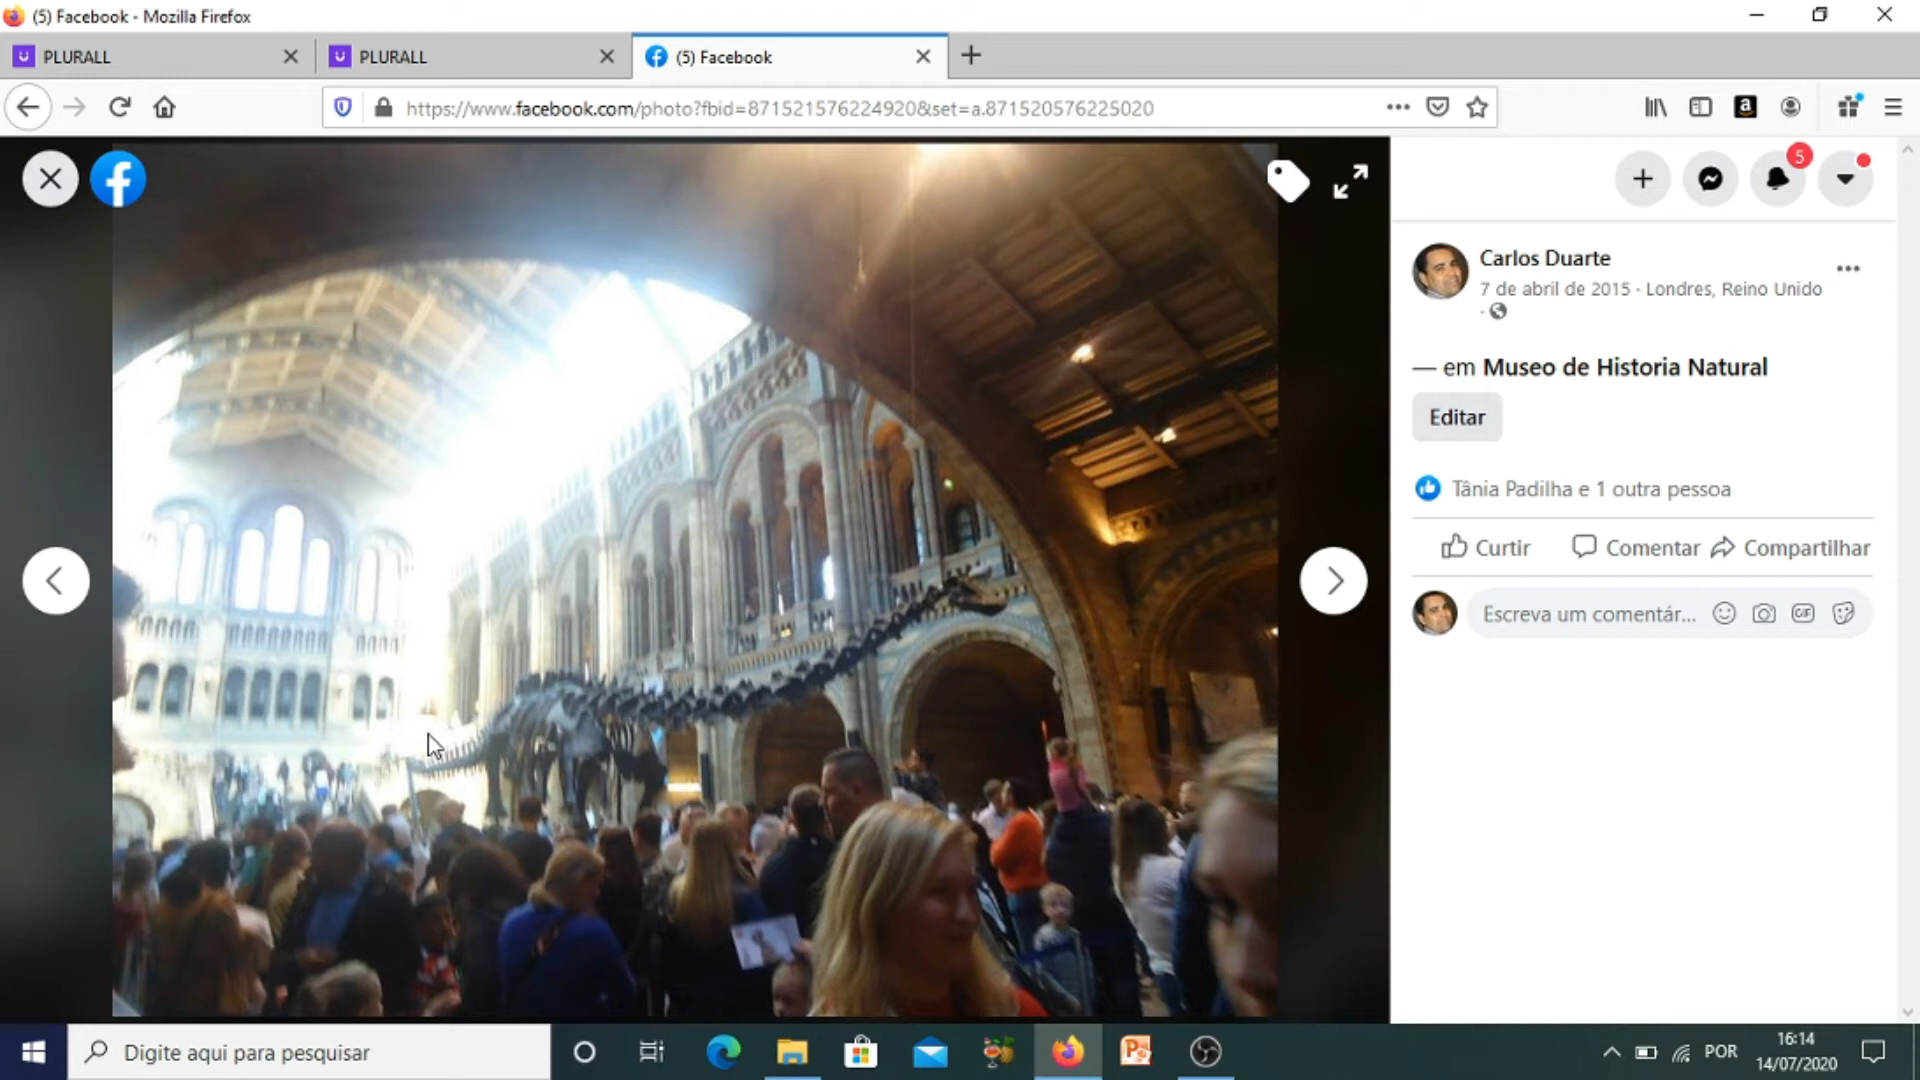 (5) Facebook - Mozilla Firefox
PLURALL
PLURALL
(5) Facebook
https://www.facebook.com/photo?fbid=871521576224920&set=a.871520576225020
5
Carlos Duarte
7 de abril de 2015 · Londres, Reino Unido
— em Museo de Historia Natural
Editar
Tânia Padilha e 1 outra pessoa
Curtir
Comentar
Compartilhar
Escreva um comentár...
GIF
Digite aqui para pesquisar
POR
16:14
14/07/2020